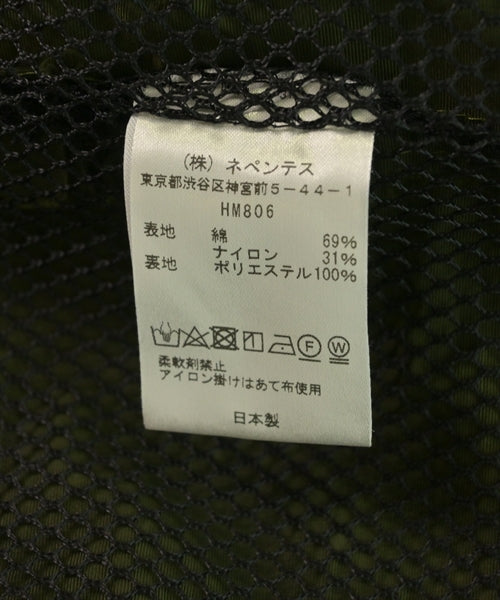 (株) ネペンテス
東京都渋谷区神宮前5-44-1
HM806
表地 綿 69%
ナイロン 31%
裏地 ポリエステル100%
F W
柔軟剤禁止
アイロン掛けはあて布使用
日本製